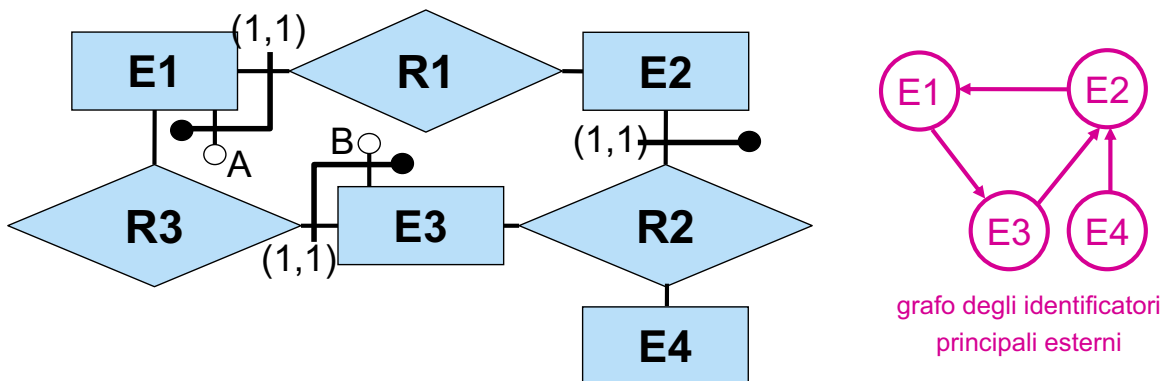 (1,1)
E1
R1
E2
E1
E2
A
B
(1,1)
R3
(1,1)
E3
R2
E3
E4
E4
grafo degli identificatori
principali esterni